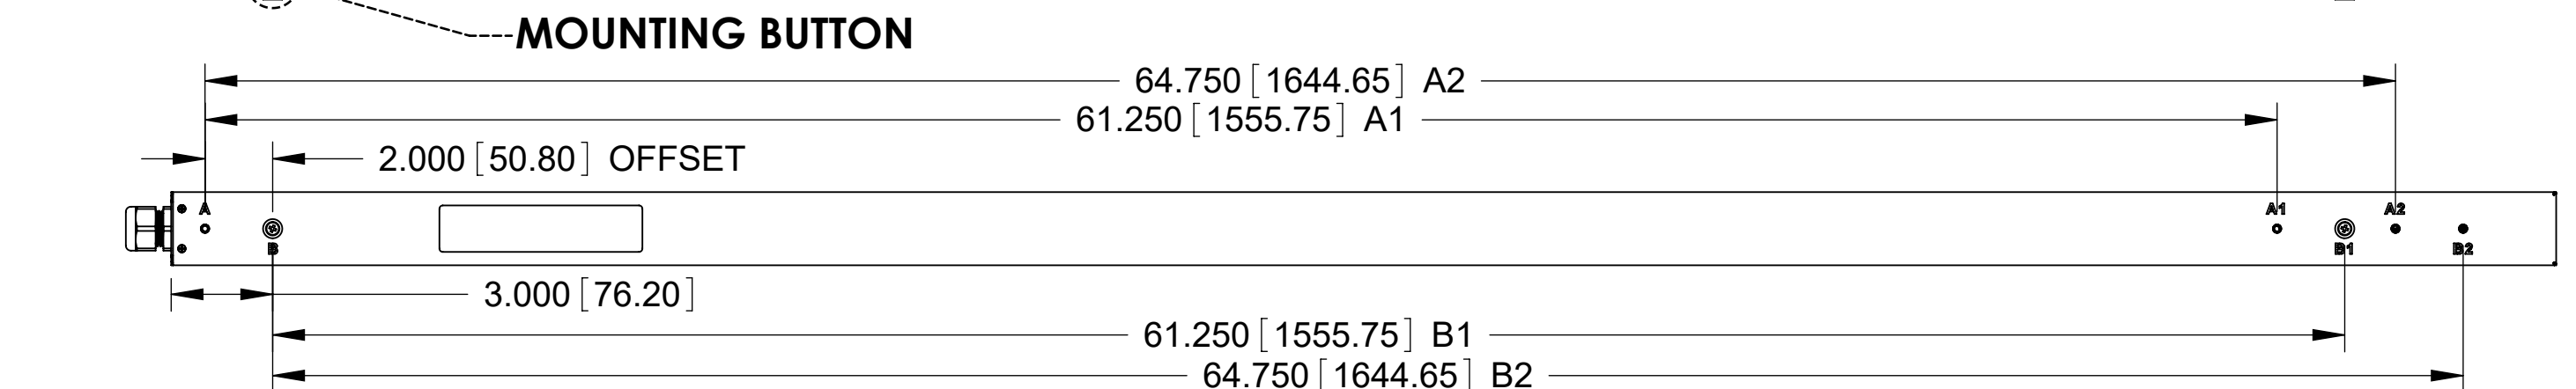 MOUNTING BUTTON
64.750 [1644.65] A2
61.250 [1555.75] A1
2.000 [50.80] OFFSET
A A1 A2
B B1 B2
3.000 [76.20]
61.250 [1555.75] B1
64.750 [1644.65] B2